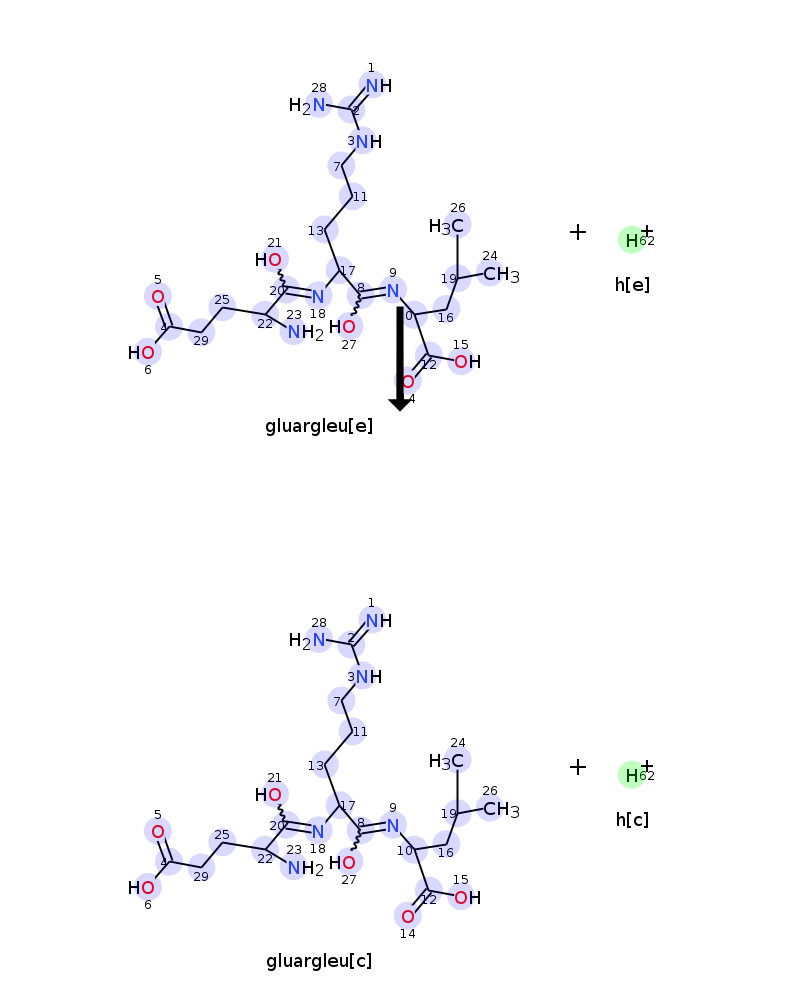 1
28
H2N NH
2
3 NH
7
11
26
13 H3C + H+ 62
21
HO 24
17 9 19 CH3 h[e]
5 20 8 N
O 25 N 10 16
18
4 22 23 HO 15
HO 29 NH2 27 12 OH
6
O
14
gluargleu[e]
1
28
H2N NH
2
3 NH
7
11
24
13 H3C + H+ 62
21
HO 26
17 9 19 CH3 h[c]
5 20 8 N
O 25 N 10 16
18
4 22 23 HO 15
HO 29 NH2 27 12 OH
6
O
14
gluargleu[c]